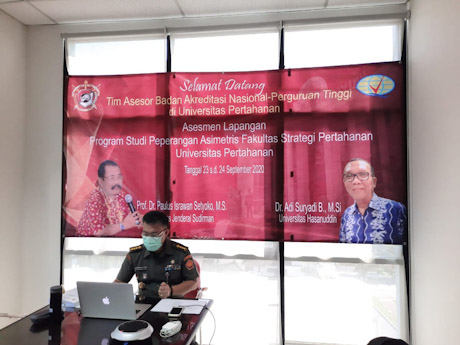 Selamat Datang
Tim Asesor Badan Akreditasi Nasional-Perguruan Tinggi
di Universitas Pertahanan
Asesmen Lapangan
Program Studi Peperangan Asimetris Fakultas Strategi Pertahanan
Universitas Pertahanan
Tanggal 23 s.d. 24 September 2020
Prof. Dr. Paulus Israwan Setyoko, M.S.
Jenderal Sudirman
Dr. Adi Suryadi B., M.Si
Universitas Hasanuddin